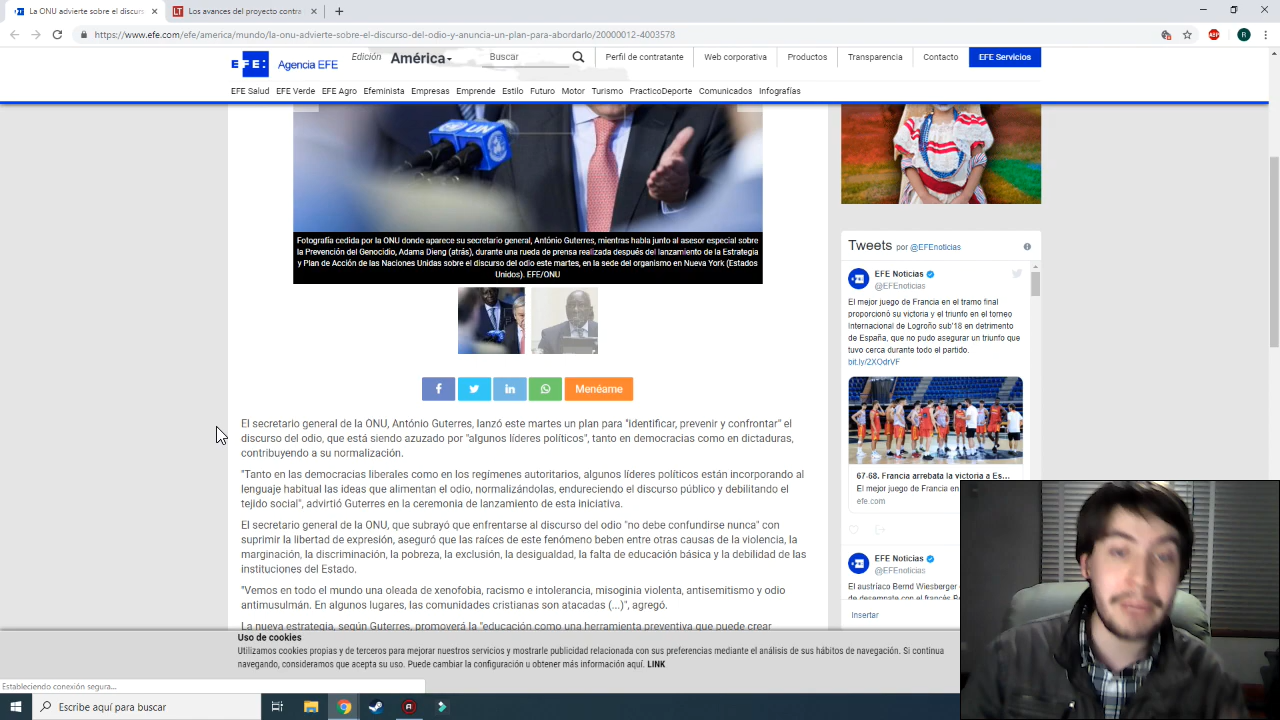 La ONU advierte sobre el discurs
Los avances del proyecto contra
https://www.efe.com/efe/america/mundo/la-onu-advierte-sobre-el-discurso-del-odio-y-anuncia-un-plan-para-abordarlo/20000012-4003578
EFE: Agencia EFE
Edición América
Buscar
Perfil de contratante
Web corporativa
Productos
Transparencia
Contacto
EFE Servicios
EFE Salud EFE Verde EFE Agro Efeminista Empresas Emprende Estilo Futuro Motor Turismo PracticoDeporte Comunicados Infografías
UN
Fotografía cedida por la ONU donde aparece su secretario general, António Guterres, mientras habla junto al asesor especial sobre
la Prevención del Genocidio, Adama Dieng (atrás), durante una rueda de prensa realizada después del lanzamiento de la Estrategia
y Plan de Acción de las Naciones Unidas sobre el discurso del odio este martes, en la sede del organismo en Nueva York (Estados
Unidos). EFE/ONU
Menéame
El secretario general de la ONU, António Guterres, lanzó este martes un plan para "identificar, prevenir y confrontar" el
discurso del odio, que está siendo azuzado por "algunos líderes políticos", tanto en democracias como en dictaduras,
contribuyendo a su normalización.
"Tanto en las democracias liberales como en los regímenes autoritarios, algunos líderes políticos están incorporando al
lenguaje habitual las ideas que alimentan el odio, normalizándolas, endureciendo el discurso público y debilitando el
tejido social", advirtió Guterres en la ceremonia de lanzamiento de esta iniciativa.
El secretario general de la ONU, que subrayó que enfrentarse al discurso del odio "no debe confundirse nunca" con
suprimir la libertad de expresión, aseguró que las raíces de este fenómeno beben entre otras causas de la violencia, la
marginación, la discriminación, la pobreza, la exclusión, la desigualdad, la falta de educación básica y la debilidad de las
instituciones del Estado.
"Vemos en todo el mundo una oleada de xenofobia, racismo e intolerancia, misoginia violenta, antisemitismo y odio
antimusulmán. En algunos lugares, las comunidades cristianas son atacadas (...)", agregó.
La nueva estrategia, según Guterres, promoverá la "educación como una herramienta preventiva que puede crear
Tweets por @EFEnoticias
EFE Noticias
@EFEnoticias
El mejor juego de Francia en el tramo final
proporcionó su victoria y el triunfo en el torneo
Internacional de Logroño sub'18 en detrimento
de España, que no pudo asegurar un triunfo que
tuvo cerca durante todo el partido.
bit.ly/2XOdrVF
67-68. Francia arrebata la victoria a Es...
El mejor juego de Francia en
efe.com
EFE Noticias
@EFEnoticias
El austriaco Bernd Wiesberger
de desempate con el francés
Insertar
Uso de cookies
Utilizamos cookies propias y de terceros para mejorar nuestros servicios y mostrarle publicidad relacionada con sus preferencias mediante el análisis de sus hábitos de navegación. Si continua
navegando, consideramos que acepta su uso. Puede cambiar la configuración u obtener más información aquí. LINK
Estableciendo conexión segura...
Escribe aquí para buscar